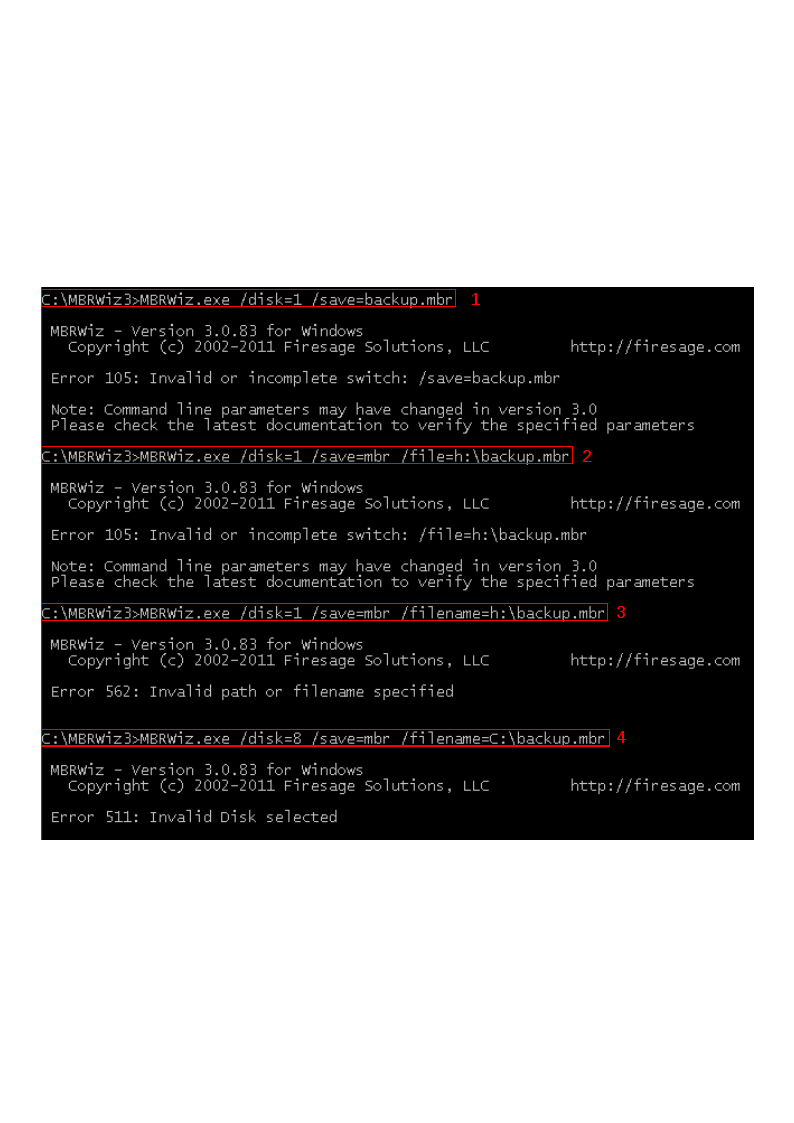 C:\MBRWiz3>MBRWiz.exe /disk=1 /save=backup.mbr 1
MBRWiz - Version 3.0.83 for Windows
Copyright (c) 2002-2011 Firesage Solutions, LLC http://firesage.com
Error 105: Invalid or incomplete switch: /save=backup.mbr
Note: Command line parameters may have changed in version 3.0
Please check the latest documentation to verify the specified parameters
C:\MBRWiz3>MBRWiz.exe /disk=1 /save=mbr /file=h:\backup.mbr 2
MBRWiz - Version 3.0.83 for Windows
Copyright (c) 2002-2011 Firesage Solutions, LLC http://firesage.com
Error 105: Invalid or incomplete switch: /file=h:\backup.mbr
Note: Command line parameters may have changed in version 3.0
Please check the latest documentation to verify the specified parameters
C:\MBRWiz3>MBRWiz.exe /disk=1 /save=mbr /filename=h:\backup.mbr 3
MBRWiz - Version 3.0.83 for Windows
Copyright (c) 2002-2011 Firesage Solutions, LLC http://firesage.com
Error 562: Invalid path or filename specified
C:\MBRWiz3>MBRWiz.exe /disk=8 /save=mbr /filename=C:\backup.mbr 4
MBRWiz - Version 3.0.83 for Windows
Copyright (c) 2002-2011 Firesage Solutions, LLC http://firesage.com
Error 511: Invalid Disk selected